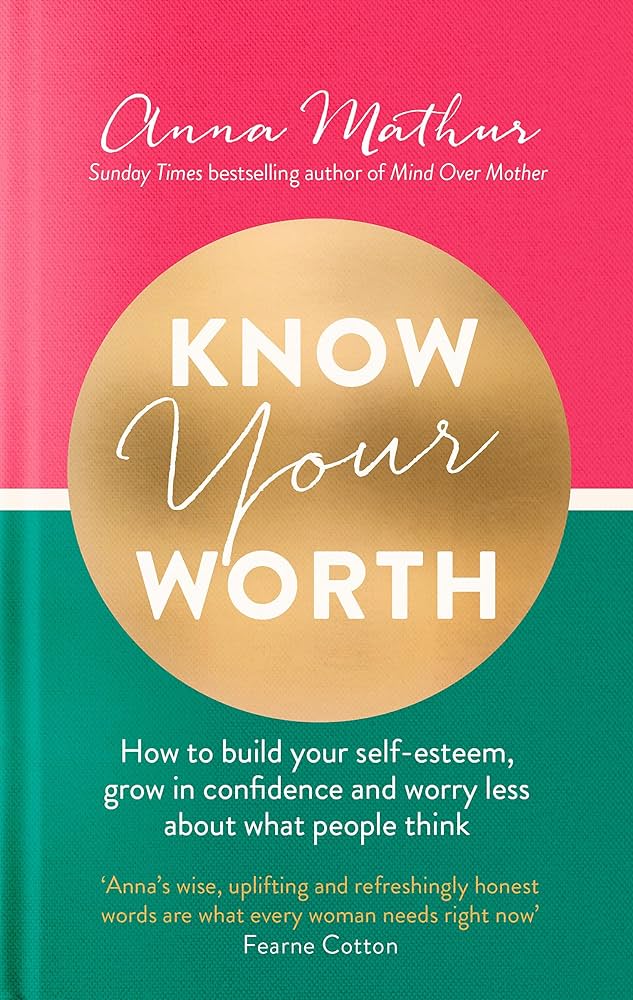 Anna Mathur
Sunday Times bestselling author of Mind Over Mother
KNOW
Your
WORTH
How to build your self-esteem,
grow in confidence and worry less
about what people think
‘Anna’s wise, uplifting and refreshingly honest
words are what every woman needs right now’
Fearne Cotton